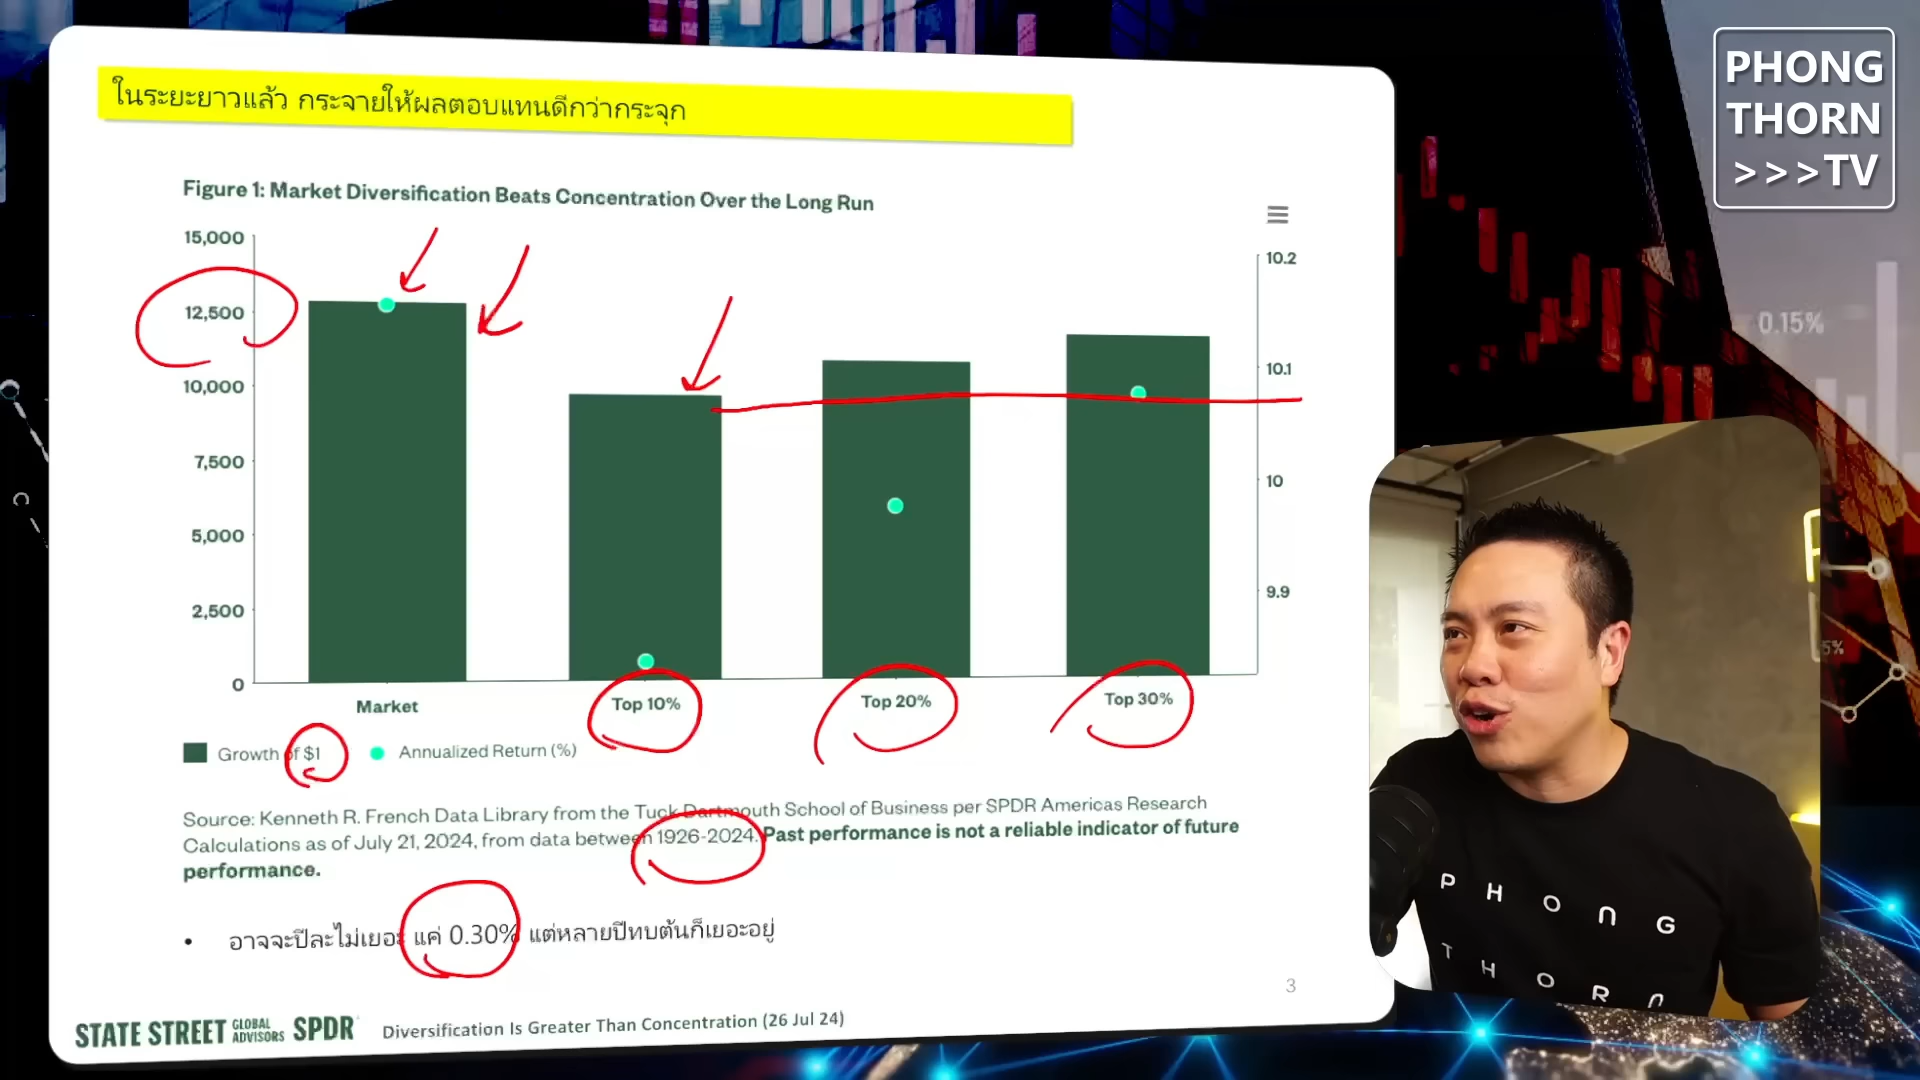 ในระยะยาวแล้ว กระจายให้ผลตอบแทนดีกว่ากระจุก
Figure 1: Market Diversification Beats Concentration Over the Long Run
15,000
12,500
10,000
7,500
5,000
2,500
0
10.2
10.1
10
9.9
Market
Top 10%
Top 20%
Top 30%
Growth of $1
Annualized Return (%)
Source: Kenneth R. French Data Library from the Tuck Dartmouth School of Business per SPDR Americas Research
Calculations as of July 21, 2024, from data between 1926-2024. Past performance is not a reliable indicator of future
performance.
• อาจจะปีละไม่เยอะ แค่ 0.30% แต่หลายปีทบต้นก็เยอะอยู่
3
STATE STREET GLOBAL ADVISORS SPDR
Diversification Is Greater Than Concentration (26 Jul 24)
PHONG
THORN
>>>TV
0.15%
5%
PHONG
THORN